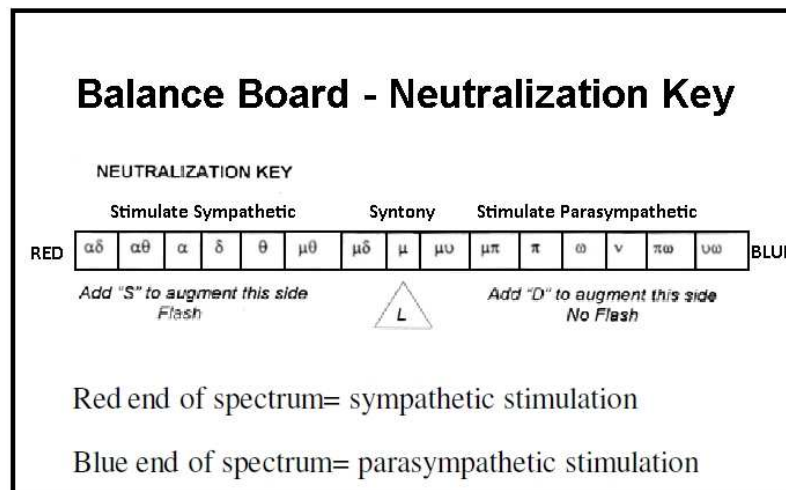 Balance Board - Neutralization Key
NEUTRALIZATION KEY
Stimulate Sympathetic Syntony Stimulate Parasympathetic
RED αδ αθ α δ θ μθ μδ μ μυ μπ π ω ν πω υω BLUE
Add "S" to augment this side Add "D" to augment this side
Flash L No Flash
Red end of spectrum= sympathetic stimulation
Blue end of spectrum= parasympathetic stimulation